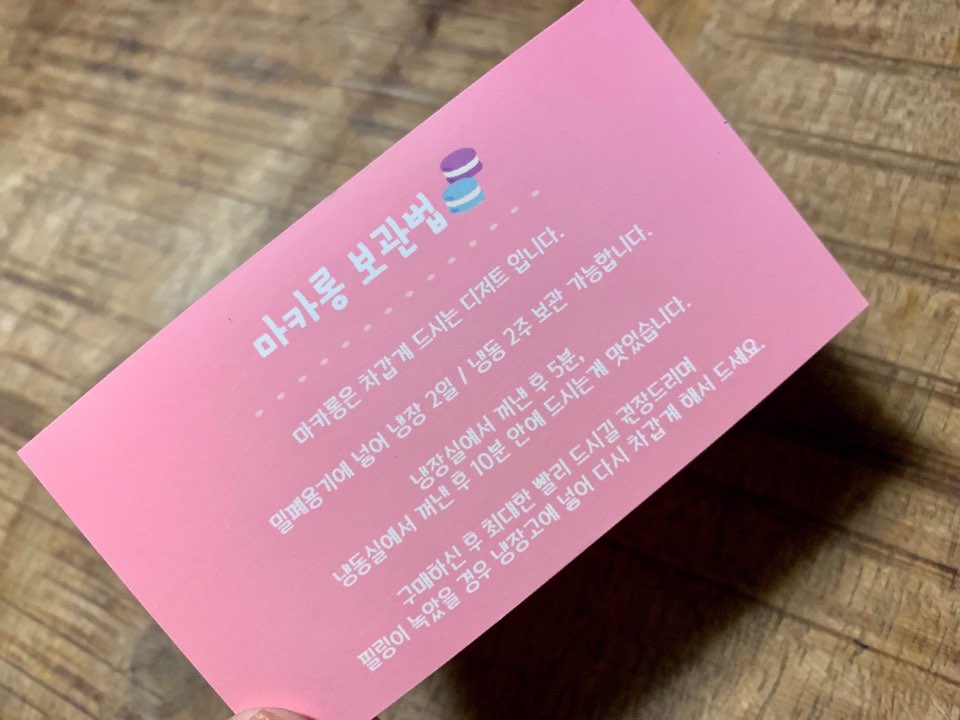 마카롱 보관법
마카롱은 차갑게 드시는 디저트 입니다.
밀폐용기에 넣어 냉장 2일 / 냉동 2주 보관 가능합니다.
냉장실에서 꺼낸 후 5분,
냉동실에서 꺼낸 후 10분 안에 드시는게 맛있습니다.
구매하신 후 최대한 빨리 드시길 권장드리며
필링이 녹았을 경우 냉장고에 넣어 다시 차갑게 해서 드세요.